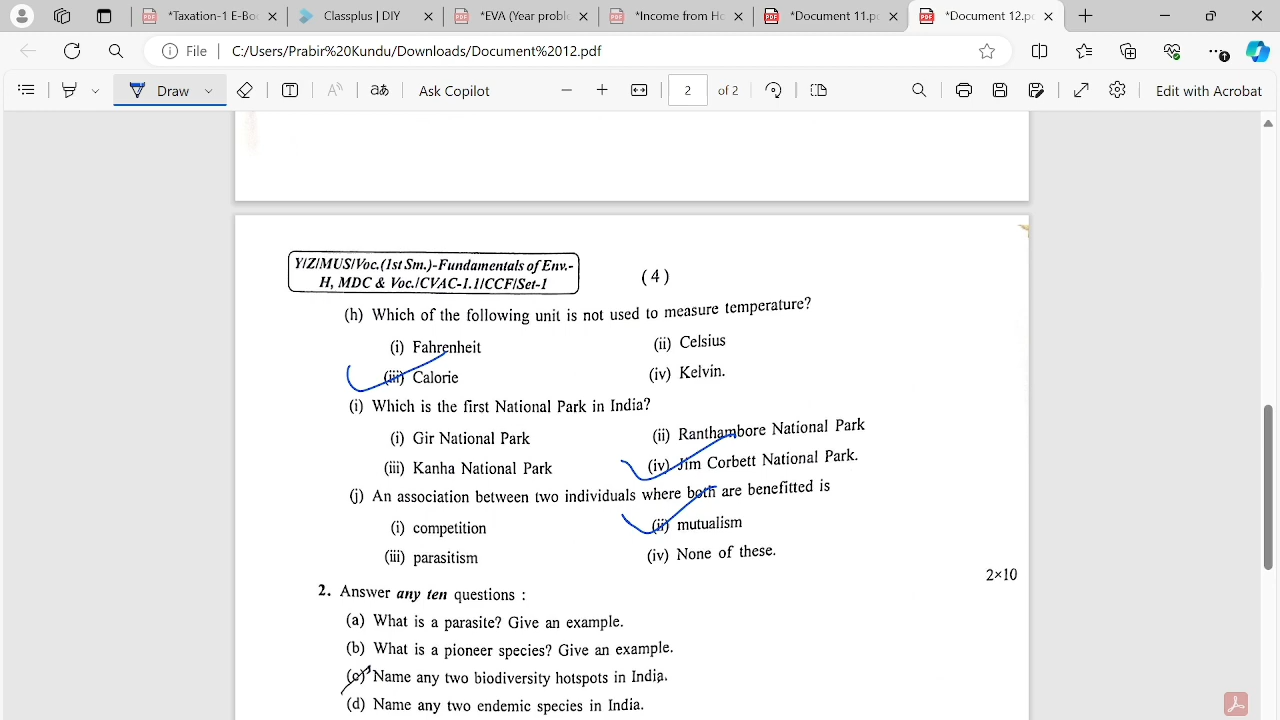 *Taxation-1 E-Bo
Classplus | DIY
*EVA (Year proble
*Income from Ho
*Document 11.po
*Document 12.po
File
C:/Users/Prabir%20Kundu/Downloads/Document%2012.pdf
Draw
Ask Copilot
2
of 2
Edit with Acrobat
Y/Z/MUS/Voc.(1st Sm.)-Fundamentals of Env.-
H, MDC & Voc./CVAC-1.1/CCF/Set-1
(4)
(h) Which of the following unit is not used to measure temperature?
(i) Fahrenheit (ii) Celsius
(iii) Calorie (iv) Kelvin.
(i) Which is the first National Park in India?
(i) Gir National Park (ii) Ranthambore National Park
(iii) Kanha National Park (iv) Jim Corbett National Park.
(j) An association between two individuals where both are benefitted is
(i) competition (ii) mutualism
(iii) parasitism (iv) None of these.
2. Answer any ten questions :
2×10
(a) What is a parasite? Give an example.
(b) What is a pioneer species? Give an example.
(c) Name any two biodiversity hotspots in India.
(d) Name any two endemic species in India.